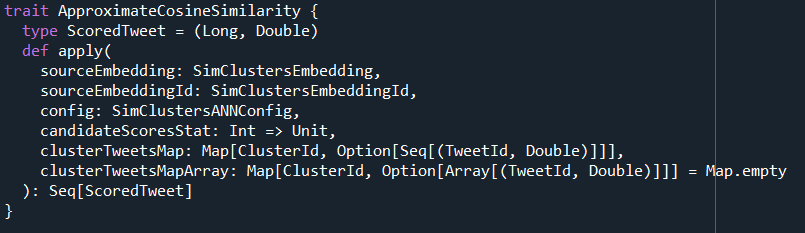 trait ApproximateCosineSimilarity {
  type ScoredTweet = (Long, Double)
  def apply(
    sourceEmbedding: SimClustersEmbedding,
    sourceEmbeddingId: SimClustersEmbeddingId,
    config: SimClustersANNConfig,
    candidateScoresStat: Int => Unit,
    clusterTweetsMap: Map[ClusterId, Option[Seq[(TweetId, Double)]]],
    clusterTweetsMapArray: Map[ClusterId, Option[Array[(TweetId, Double)]]] = Map.empty
  ): Seq[ScoredTweet]
}